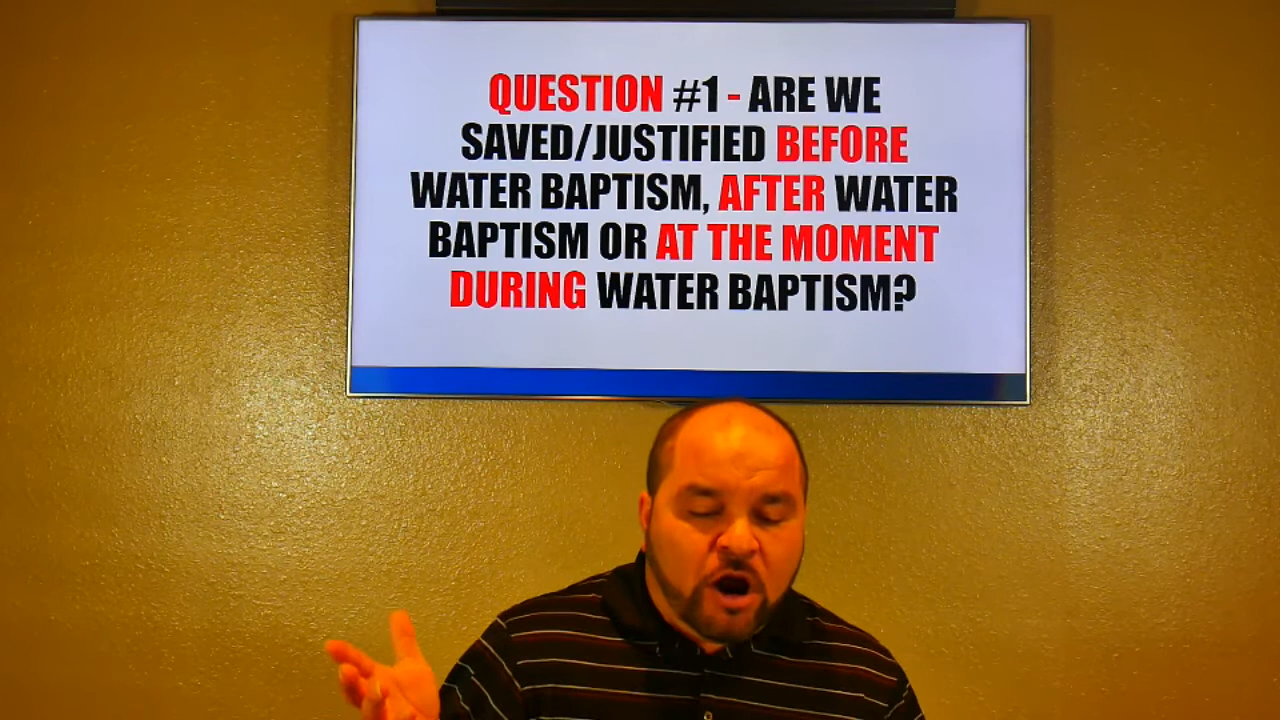 QUESTION #1 - ARE WE
SAVED/JUSTIFIED BEFORE
WATER BAPTISM, AFTER WATER
BAPTISM OR AT THE MOMENT
DURING WATER BAPTISM?